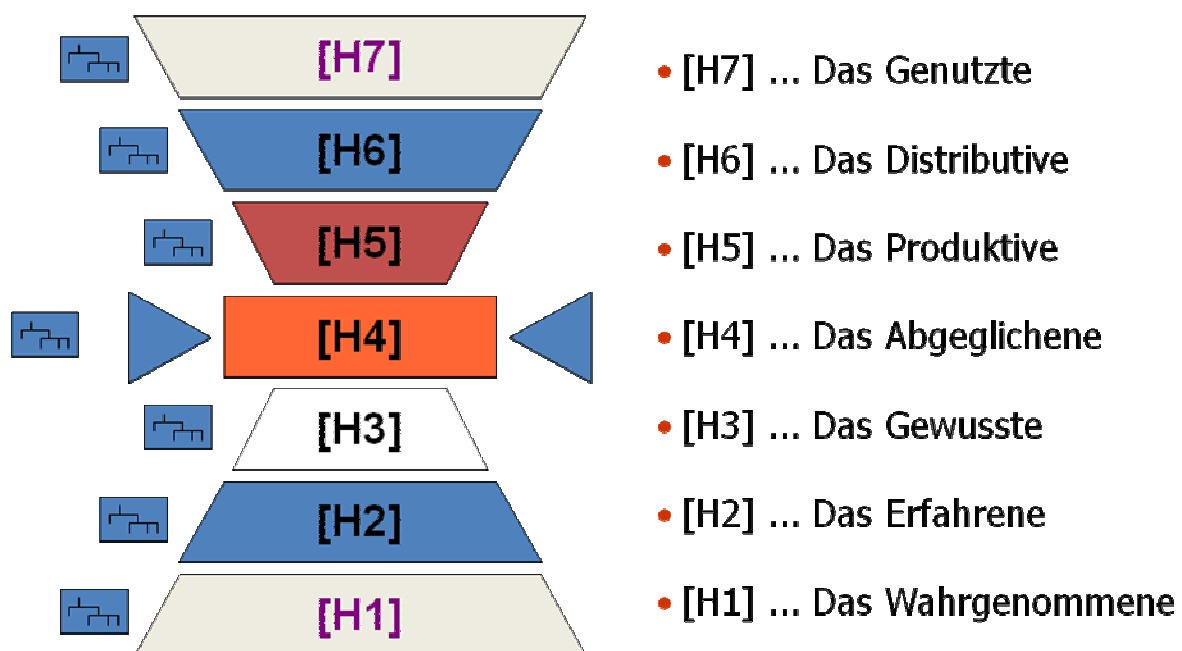 [H7]
[H6]
[H5]
[H4]
[H3]
[H2]
[H1]
• [H7] ... Das Genutzte
• [H6] ... Das Distributive
• [H5] ... Das Produktive
• [H4] ... Das Abgeglichene
• [H3] ... Das Gewusste
• [H2] ... Das Erfahrene
• [H1] ... Das Wahrgenommene